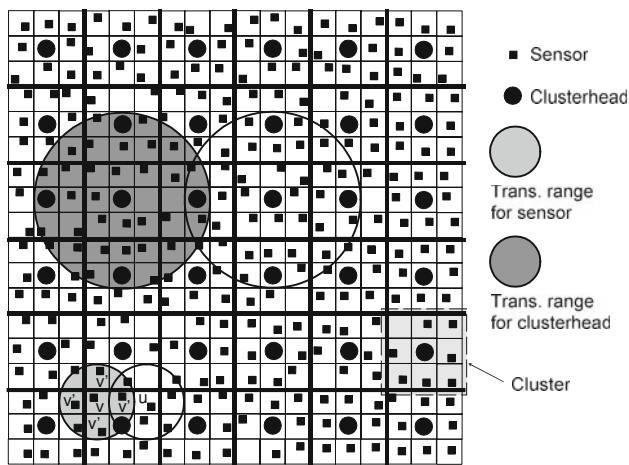 Sensor
Clusterhead
Trans. range
for sensor
Trans. range
for clusterhead
Cluster
v'
v' v v' u
v'